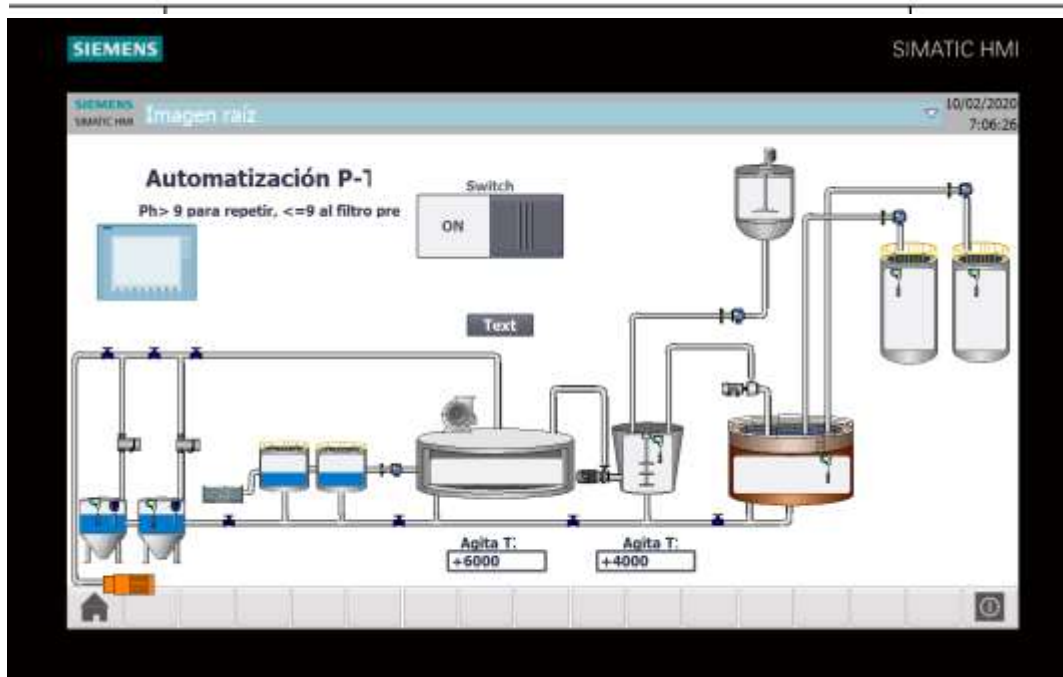 SIEMENS
SIMATIC HMI
SIEMENS
SIMATIC HMI
Imagen raíz
10/02/2020
7:06:26
Automatización P-1
Ph> 9 para repetir, <=9 al filtro pre
Switch
ON
Text
Agita T:
+6000
Agita T:
+4000